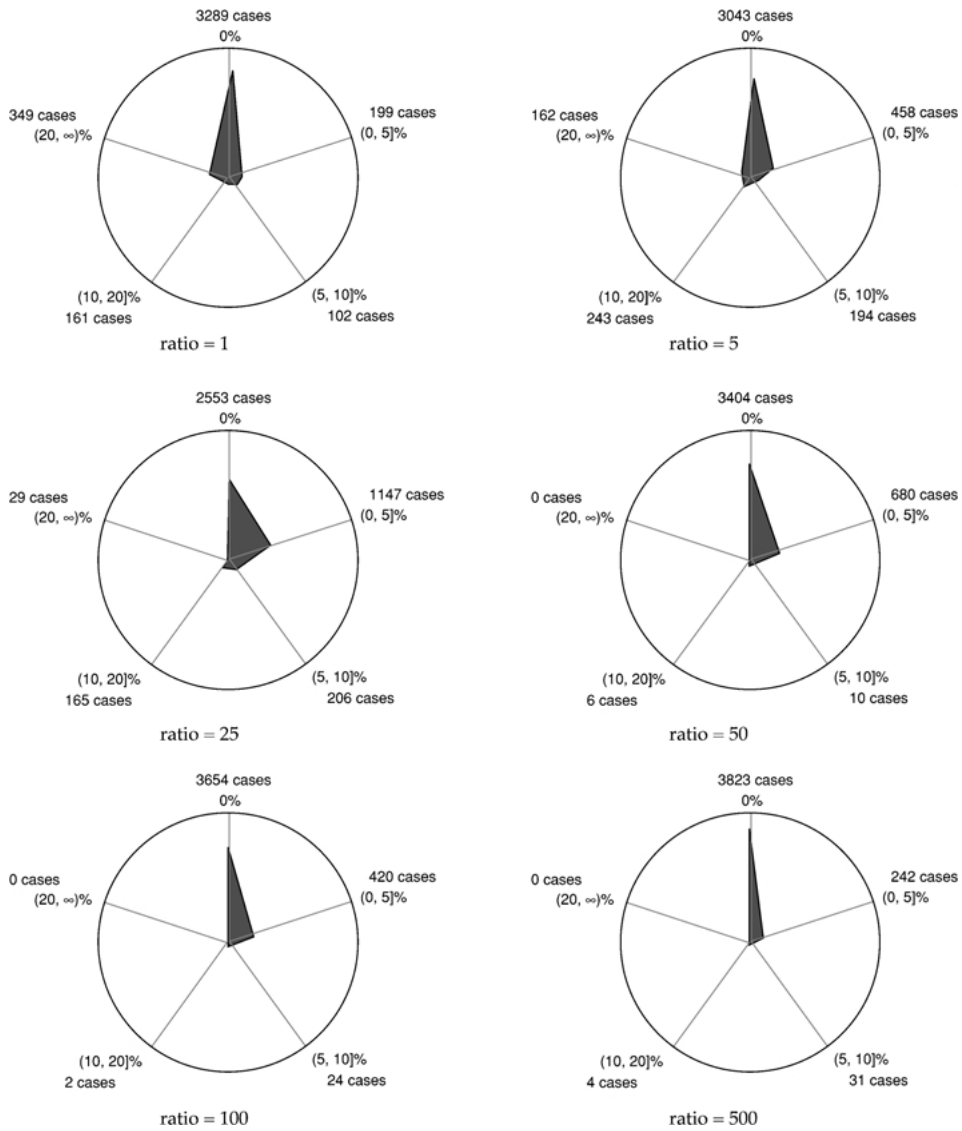 3289 cases
0%
349 cases
(20, ∞)%
199 cases
(0, 5]%
(10, 20]%
161 cases
(5, 10]%
102 cases
ratio = 1
3043 cases
0%
162 cases
(20, ∞)%
458 cases
(0, 5]%
(10, 20]%
243 cases
(5, 10]%
194 cases
ratio = 5
2553 cases
0%
29 cases
(20, ∞)%
1147 cases
(0, 5]%
(10, 20]%
165 cases
(5, 10]%
206 cases
ratio = 25
3404 cases
0%
0 cases
(20, ∞)%
680 cases
(0, 5]%
(10, 20]%
6 cases
(5, 10]%
10 cases
ratio = 50
3654 cases
0%
0 cases
(20, ∞)%
420 cases
(0, 5]%
(10, 20]%
2 cases
(5, 10]%
24 cases
ratio = 100
3823 cases
0%
0 cases
(20, ∞)%
242 cases
(0, 5]%
(10, 20]%
4 cases
(5, 10]%
31 cases
ratio = 500